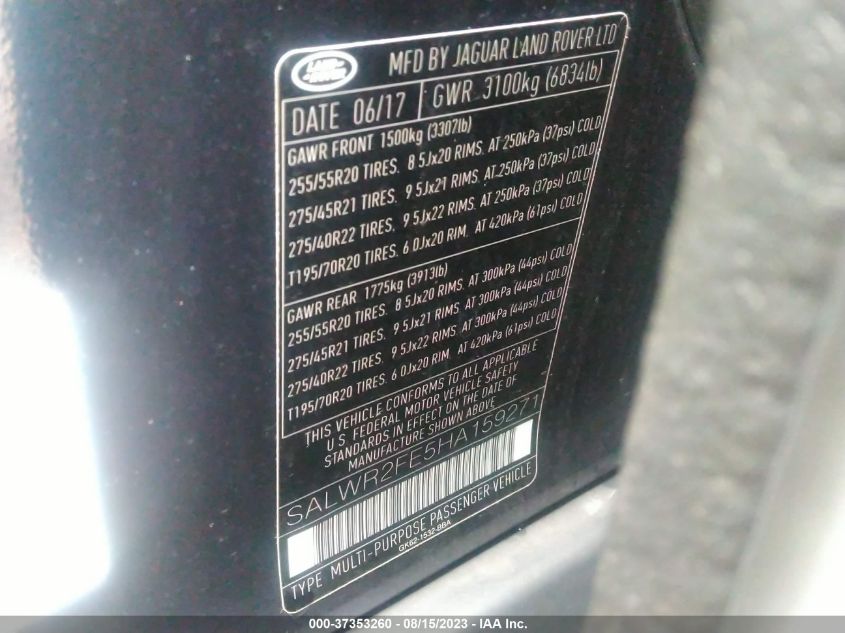 LAND ROVER
MFD BY JAGUAR LAND ROVER LTD
DATE 06/17 GWR 3100kg (6834lb)
GAWR FRONT 1500kg (3307lb)
255/55R20 TIRES. 8 5Jx20 RIMS. AT 250kPa (37psi) COLD
275/45R21 TIRES. 9 5Jx21 RIMS. AT 250kPa (37psi) COLD
275/40R22 TIRES. 9 5Jx22 RIMS. AT 250kPa (37psi) COLD
T195/70R20 TIRES. 6 0Jx20 RIM. AT 420kPa (61psi) COLD
GAWR REAR 1775kg (3913lb)
255/55R20 TIRES. 8 5Jx20 RIMS. AT 300kPa (44psi) COLD
275/45R21 TIRES. 9 5Jx21 RIMS. AT 300kPa (44psi) COLD
275/40R22 TIRES. 9 5Jx22 RIMS. AT 300kPa (44psi) COLD
T195/70R20 TIRES. 6 0Jx20 RIM. AT 420kPa (61psi) COLD
THIS VEHICLE CONFORMS TO ALL APPLICABLE
U.S. FEDERAL MOTOR VEHICLE SAFETY
STANDARDS IN EFFECT ON THE DATE OF
MANUFACTURE SHOWN ABOVE
SALWR2FE5HA159271
TYPE MULTI-PURPOSE PASSENGER VEHICLE
GK62-1532-BBA
000-37353260 - 08/15/2023 - IAA Inc.